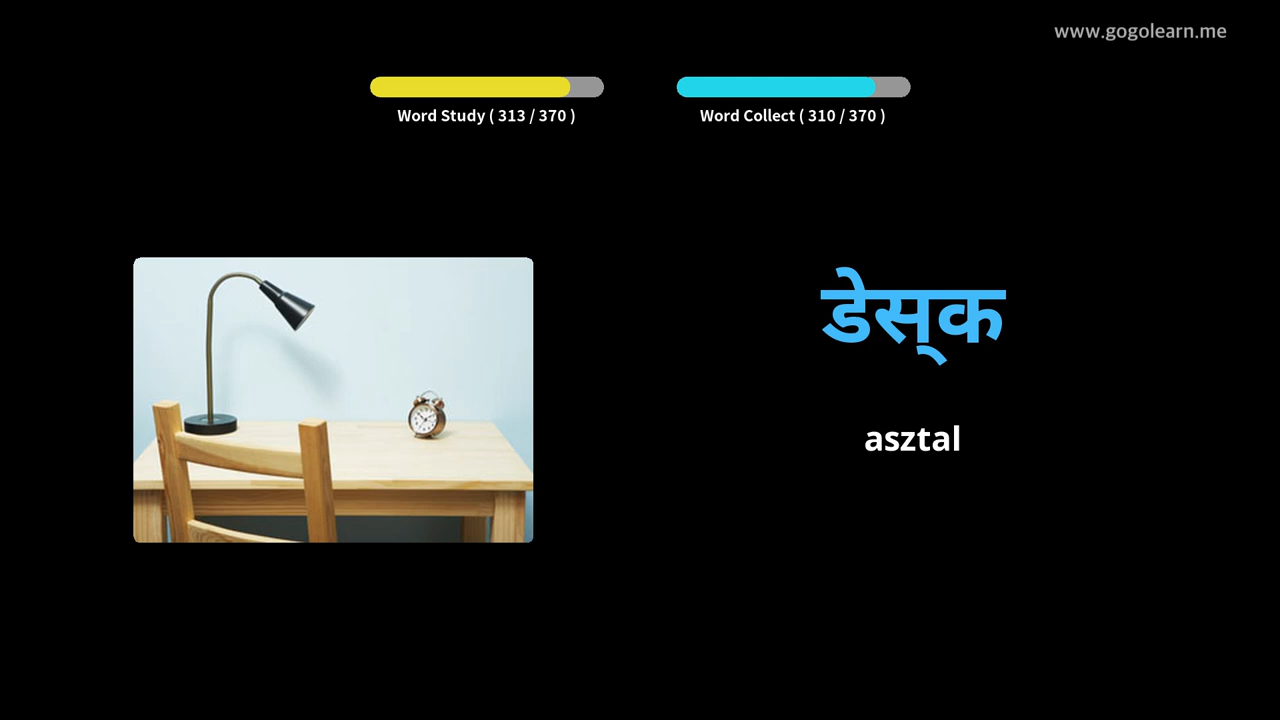 www.gogolearn.me
Word Study ( 313 / 370 )
Word Collect ( 310 / 370 )
डेस्‌क
asztal